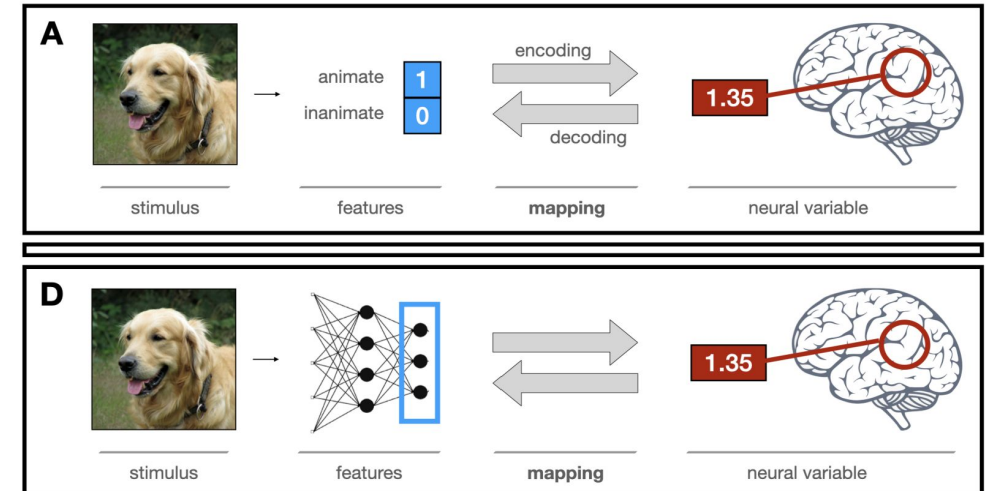 A
encoding
animate 1
inanimate 0
1.35
decoding
stimulus features mapping neural variable
D
1.35
stimulus features mapping neural variable